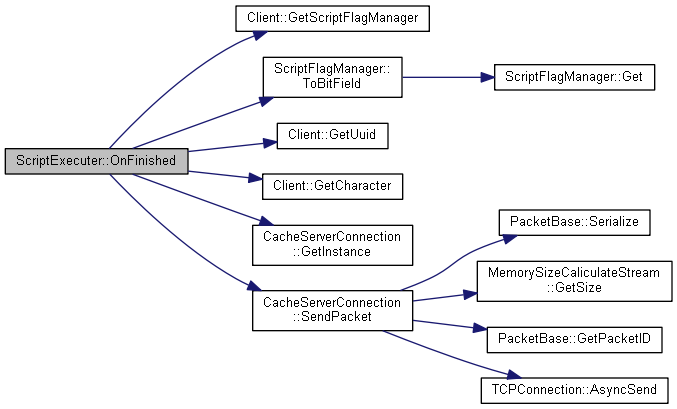 Client::GetScriptFlagManager
ScriptFlagManager::
ToBitField
ScriptFlagManager::Get
Client::GetUuid
ScriptExecuter::OnFinished
Client::GetCharacter
CacheServerConnection
::GetInstance
CacheServerConnection
::SendPacket
PacketBase::Serialize
MemorySizeCaliculateStream
::GetSize
PacketBase::GetPacketID
TCPConnection::AsyncSend